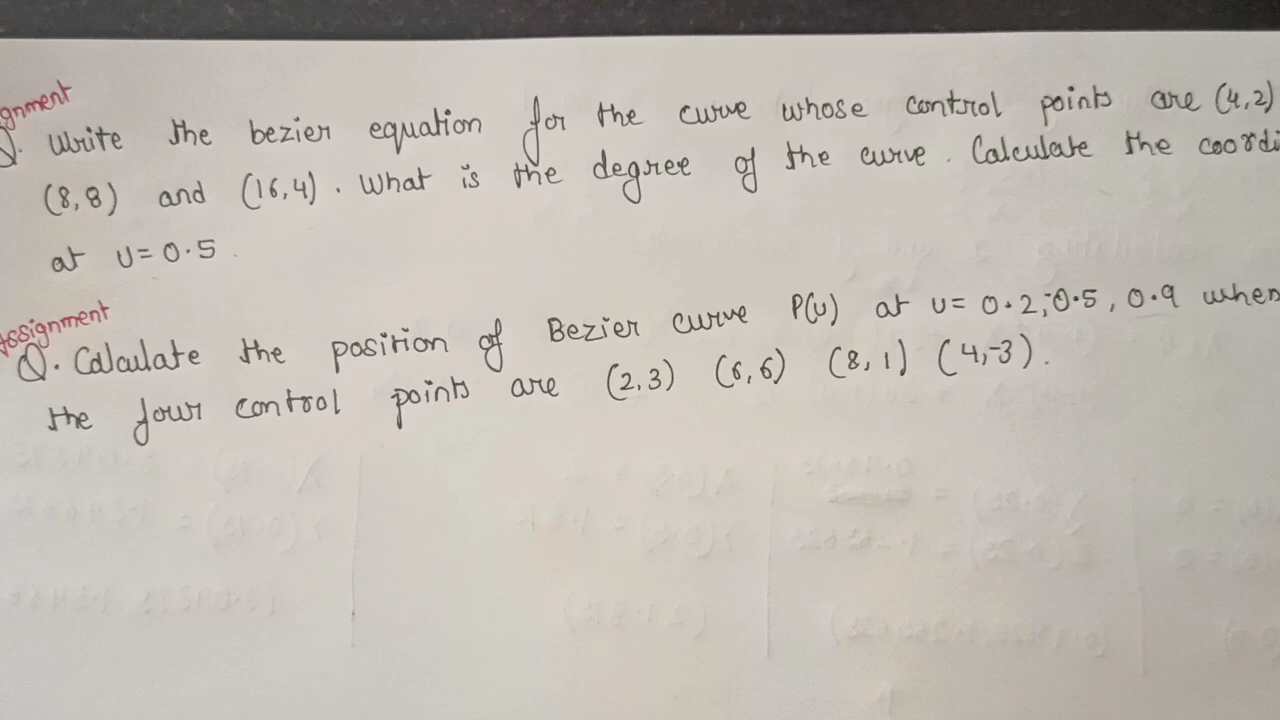 gnment
Q. Write the bezier equation for the curve whose control points are (4,2)
(8,8) and (16,4). What is the degree of the curve. Calculate the coordi
at U=0.5
Assignment
Q. Calculate the position of Bezier curve P(U) at U= 0.2, 0.5, 0.9 when
the four control points are (2,3) (6,6) (8,1) (4,-3).